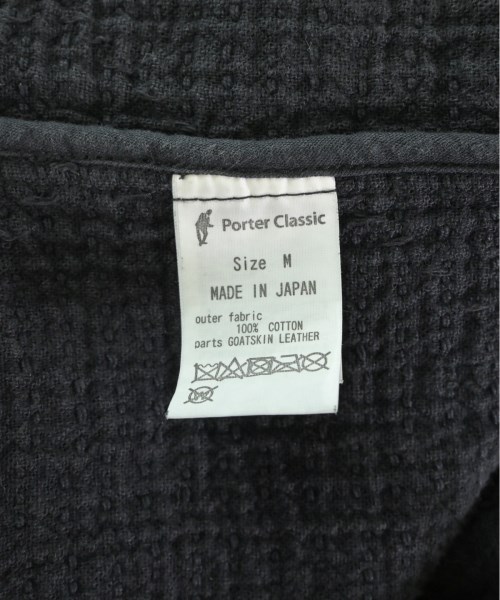 Porter Classic
Size M
MADE IN JAPAN
outer fabric
100% COTTON
parts GOATSKIN LEATHER